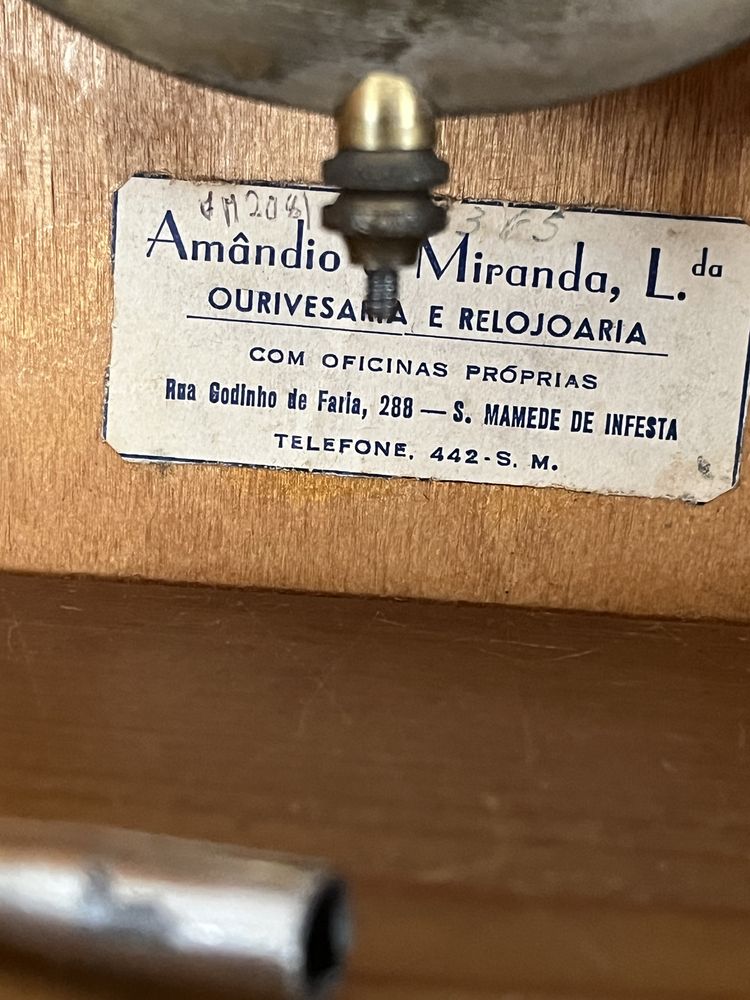 Amândio Miranda, L.da
OURIVESARIA E RELOJOARIA
COM OFICINAS PRÓPRIAS
Rua Godinho de Faria, 288 — S. MAMEDE DE INFESTA
TELEFONE. 442-S. M.